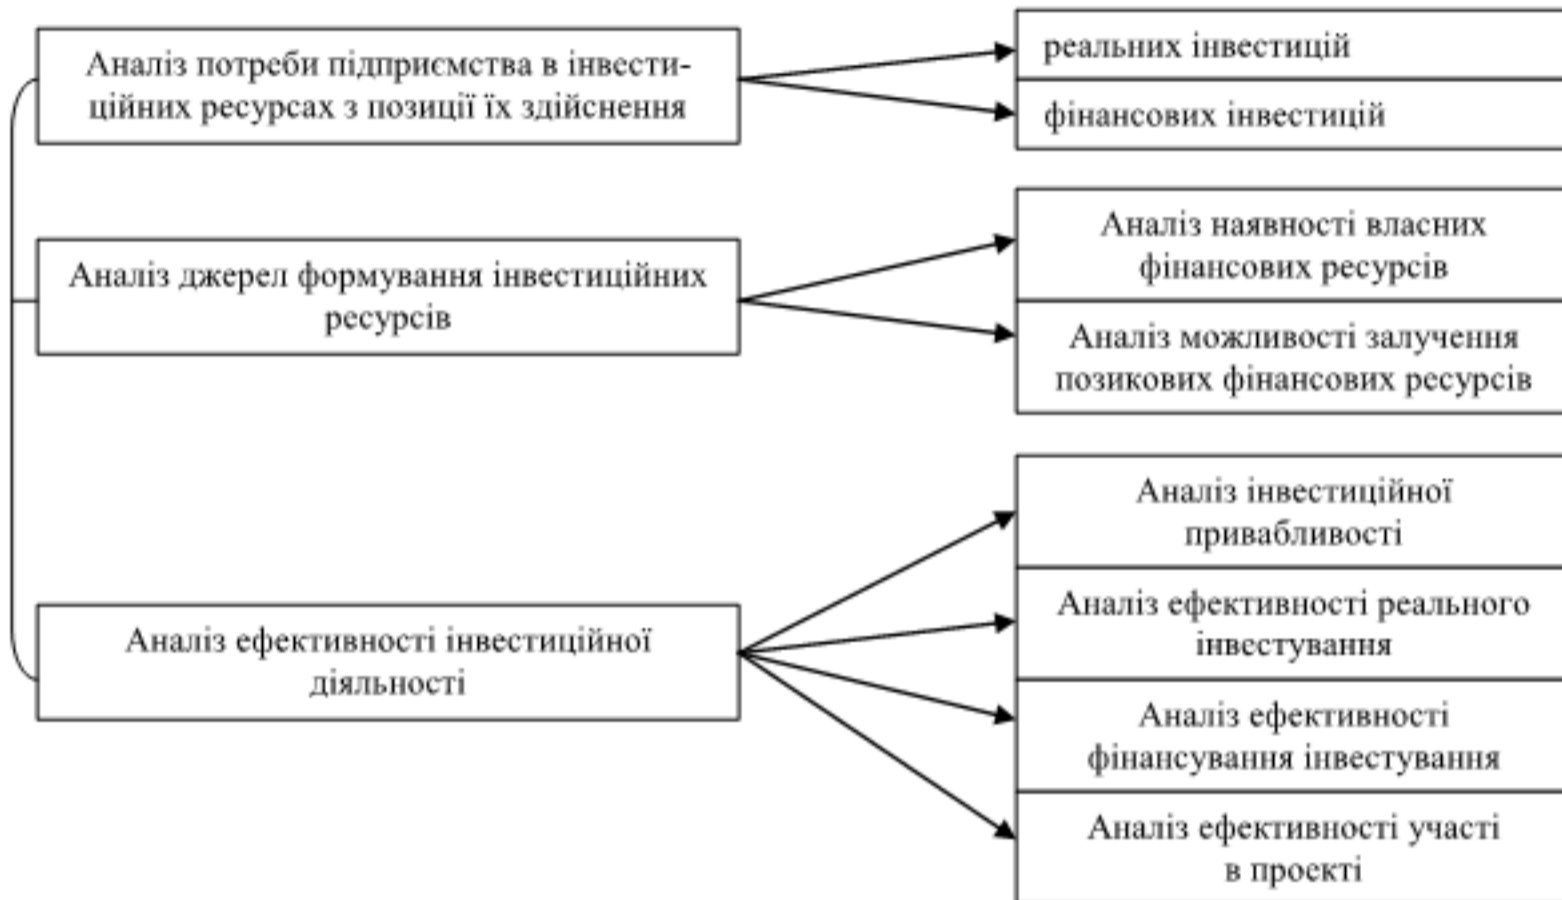 Аналіз потреби підприємства в інвести-
ційних ресурсах з позиції їх здійснення
реальних інвестицій
фінансових інвестицій
Аналіз джерел формування інвестиційних
ресурсів
Аналіз наявності власних
фінансових ресурсів
Аналіз можливості залучення
позикових фінансових ресурсів
Аналіз ефективності інвестиційної
діяльності
Аналіз інвестиційної
привабливості
Аналіз ефективності реального
інвестування
Аналіз ефективності
фінансування інвестування
Аналіз ефективності участі
в проекті